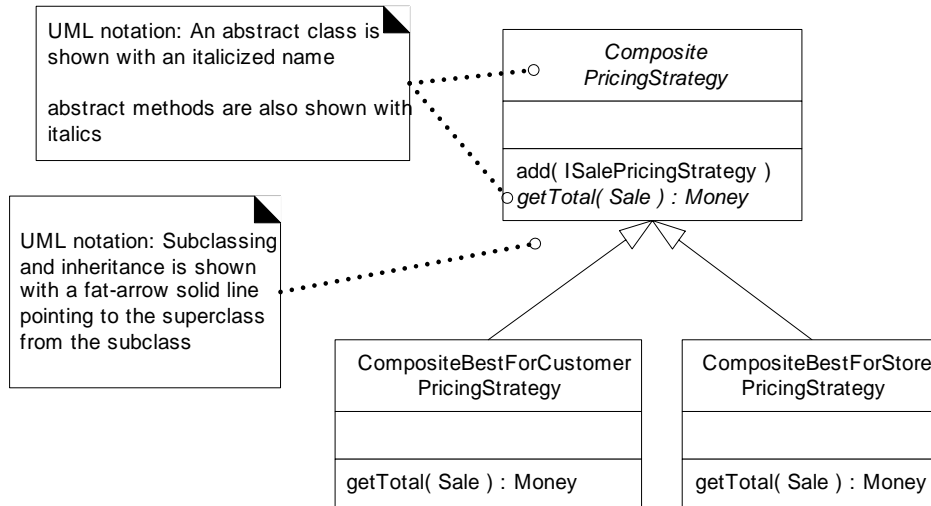 UML notation: An abstract class is
shown with an italicized name
abstract methods are also shown with
italics
Composite
PricingStrategy
add( ISalePricingStrategy )
getTotal( Sale ) : Money
UML notation: Subclassing
and inheritance is shown
with a fat-arrow solid line
pointing to the superclass
from the subclass
CompositeBestForCustomer
PricingStrategy
getTotal( Sale ) : Money
CompositeBestForStore
PricingStrategy
getTotal( Sale ) : Money